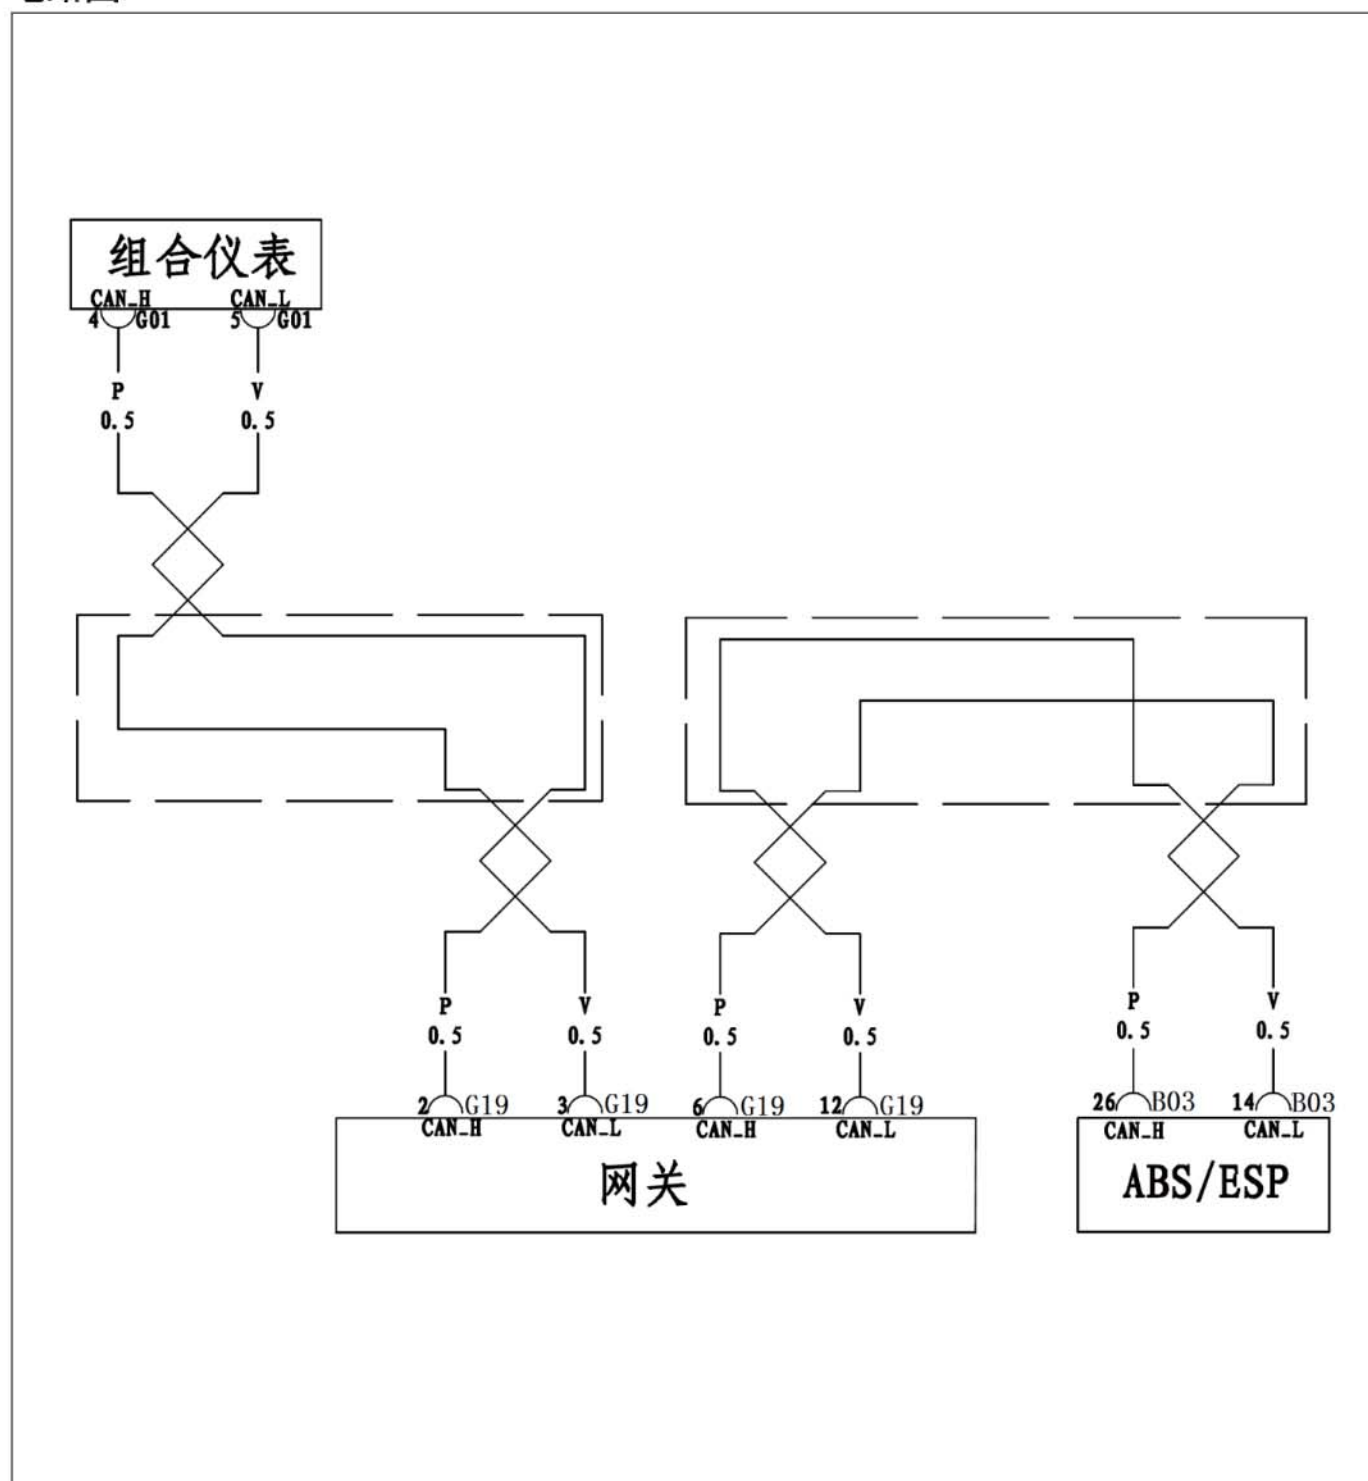 组合仪表
CAN_H CAN_L
4 G01 5 G01
P V
0.5 0.5
P V P V P V
0.5 0.5 0.5 0.5 0.5 0.5
2 G19 3 G19 6 G19 12 G19 26 B03 14 B03
CAN_H CAN_L CAN_H CAN_L CAN_H CAN_L
网关 ABS/ESP